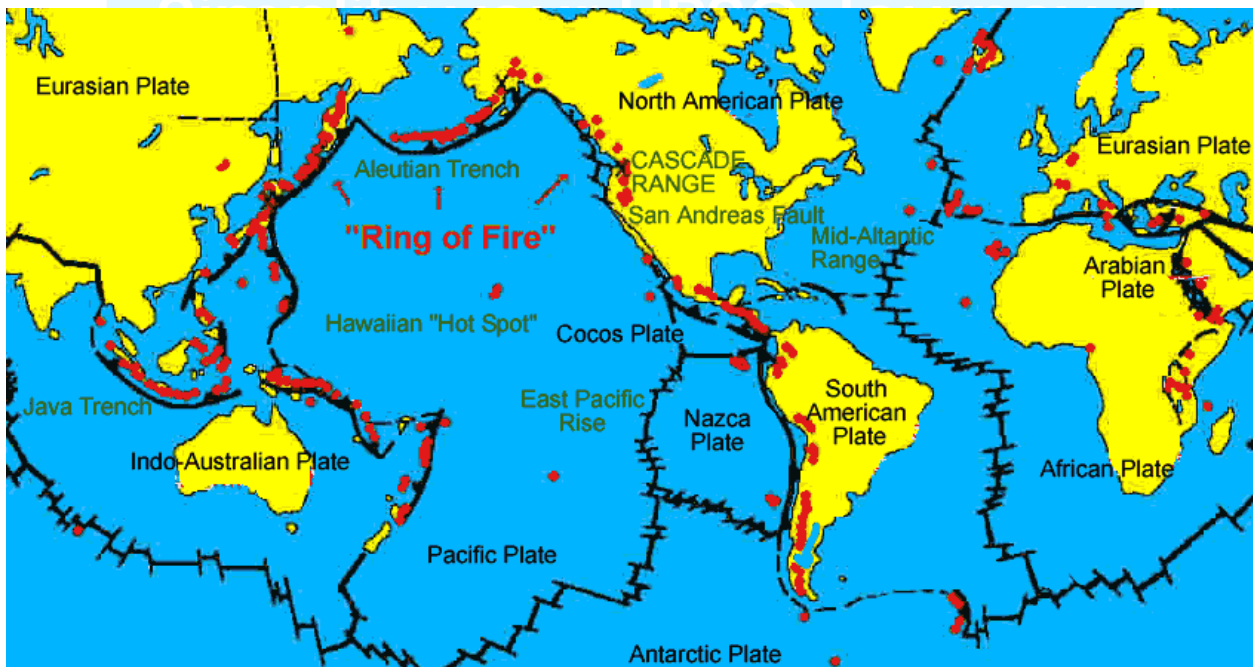 Eurasian Plate
North American Plate
Eurasian Plate
Aleutian Trench
CASCADE
RANGE
San Andreas Fault
"Ring of Fire"
Mid-Altantic
Range
Arabian
Plate
Hawaiian "Hot Spot"
Cocos Plate
Java Trench
East Pacific
Rise
Nazca
Plate
South
American
Plate
Indo-Australian Plate
African Plate
Pacific Plate
Antarctic Plate